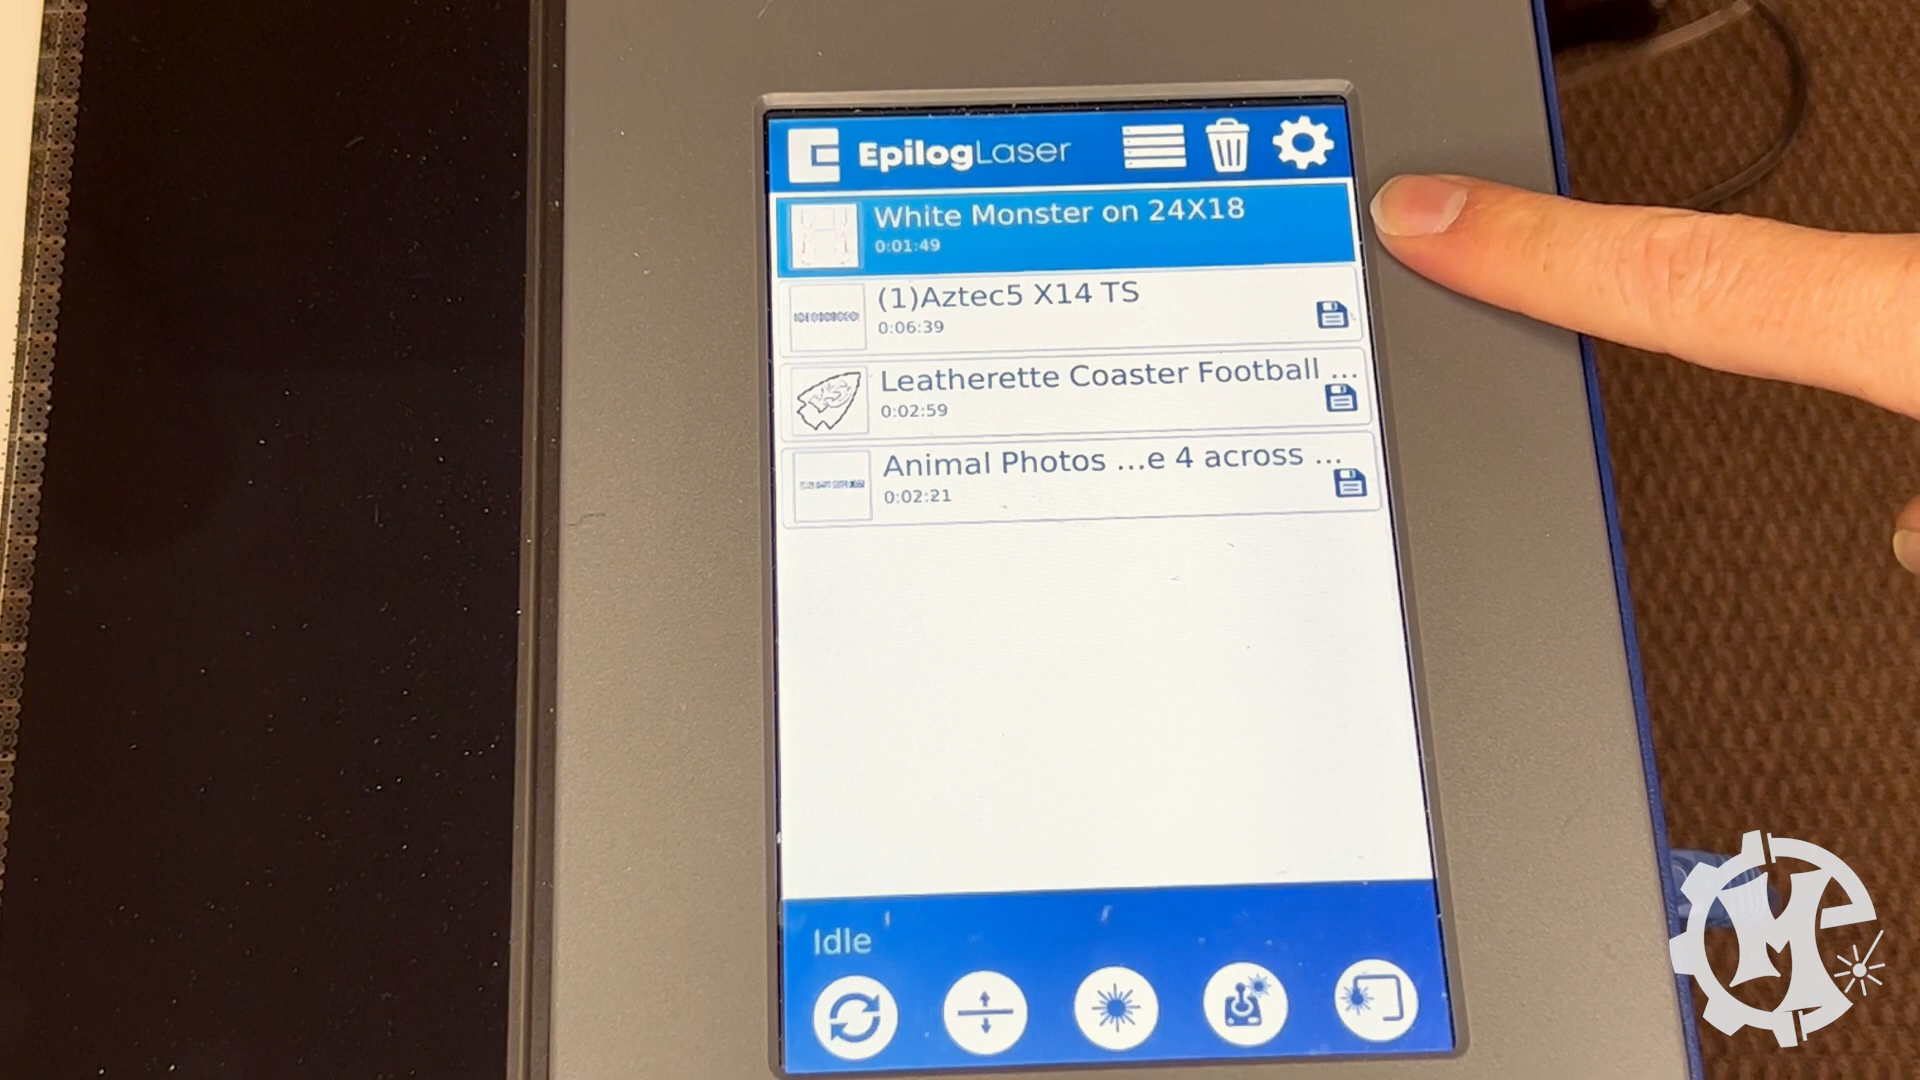 EpilogLaser
White Monster on 24X18
0:01:49
(1)Aztec5 X14 TS
0:06:39
Leatherette Coaster Football ...
0:02:59
Animal Photos ...e 4 across ...
0:02:21
Idle